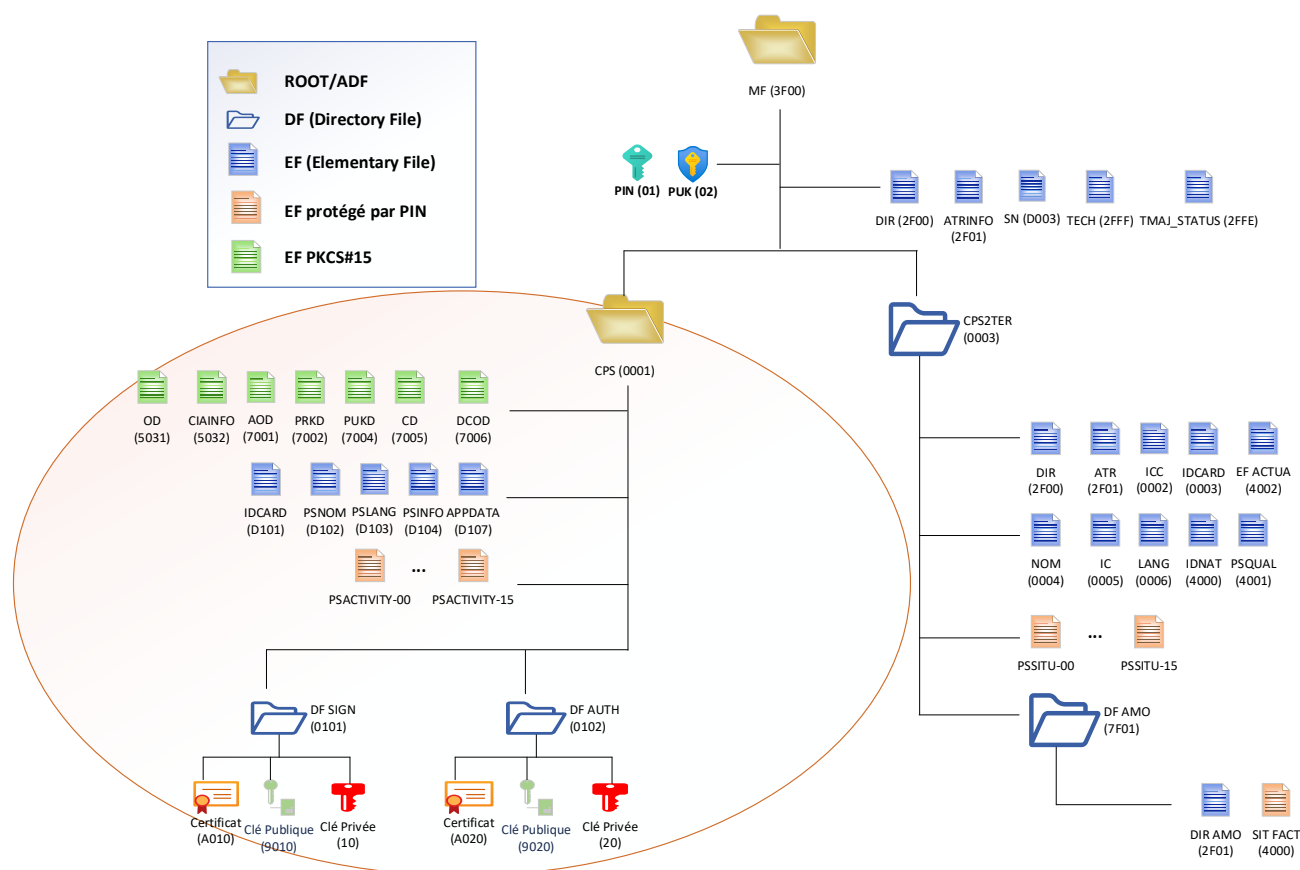 ROOT/ADF
DF (Directory File)
EF (Elementary File)
EF protégé par PIN
EF PKCS#15
MF (3F00)
PIN (01)
PUK (02)
DIR (2F00)
ATRINFO
(2F01)
SN (D003)
TECH (2FFF)
TMAJ_STATUS (2FFE)
CPS (0001)
CPS2TER
(0003)
OD
(5031)
CIAINFO
(5032)
AOD
(7001)
PRKD
(7002)
PUKD
(7004)
CD
(7005)
DCOD
(7006)
IDCARD
(D101)
PSNOM
(D102)
PSLANG
(D103)
PSINFO
(D104)
APPDATA
(D107)
PSACTIVITY-00
...
PSACTIVITY-15
DF SIGN
(0101)
DF AUTH
(0102)
Certificat
(A010)
Clé Publique
(9010)
Clé Privée
(10)
Certificat
(A020)
Clé Publique
(9020)
Clé Privée
(20)
DIR
(2F00)
ATR
(2F01)
ICC
(0002)
IDCARD
(0003)
EF ACTUA
(4002)
NOM
(0004)
IC
(0005)
LANG
(0006)
IDNAT
(4000)
PSQUAL
(4001)
PSSITU-00
...
PSSITU-15
DF AMO
(7F01)
DIR AMO
(2F01)
SIT FACT
(4000)